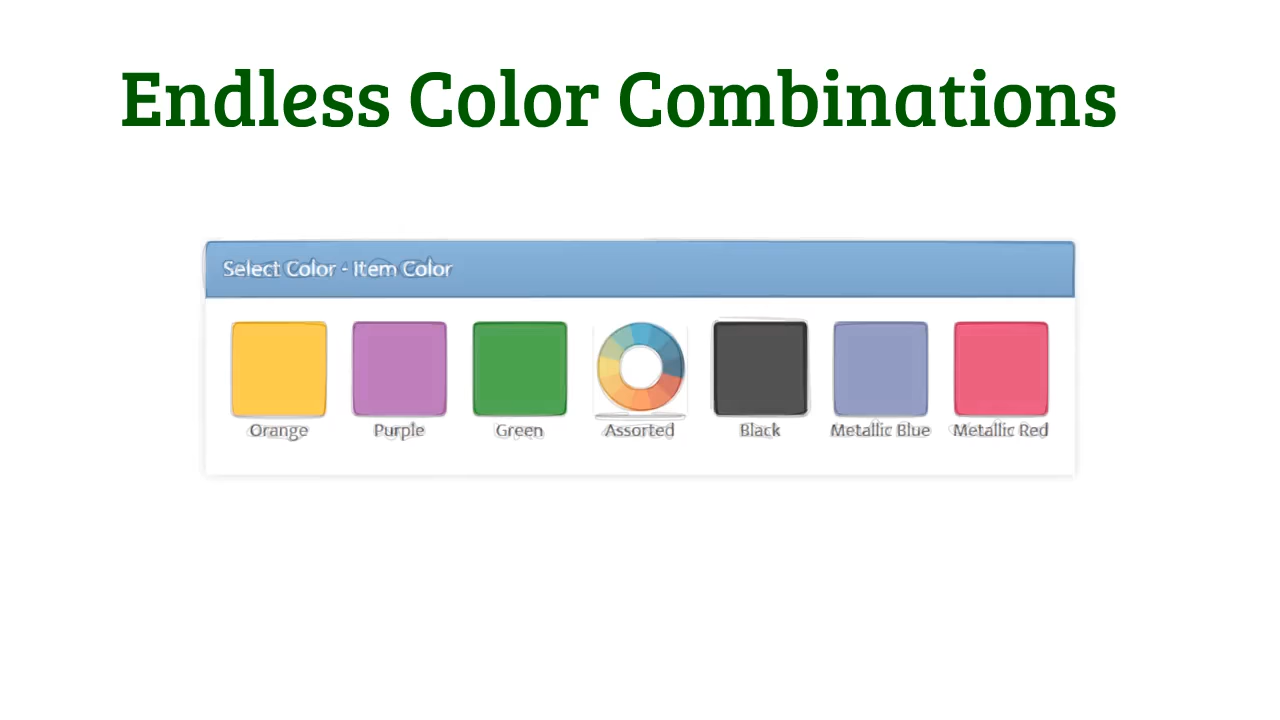 Endless Color Combinations
Select Color - Item Color
Orange
Purple
Green
Assorted
Black
Metallic Blue
Metallic Red